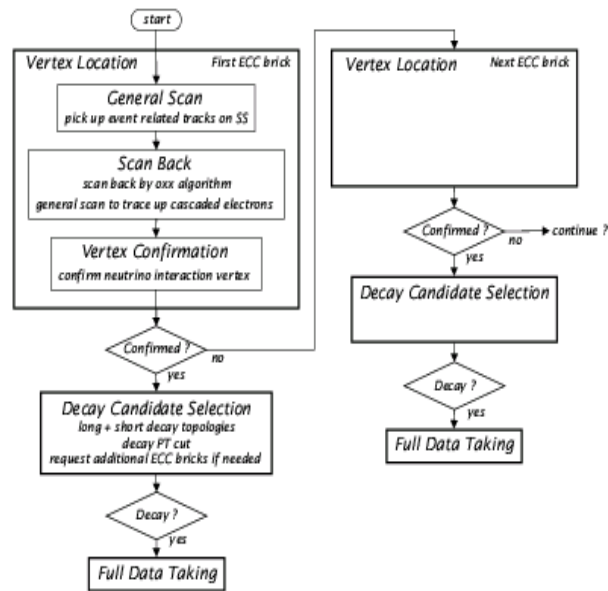 start
Vertex Location First ECC brick
General Scan
pick up event related tracks on SS
Scan Back
scan back by oxx algorithm
general scan to trace up cascaded electrons
Vertex Confirmation
confirm neutrino interaction vertex
Confirmed ?
no
yes
Decay Candidate Selection
long + short decay topologies
decay PT cut
request additional ECC bricks if needed
Decay ?
yes
Full Data Taking
Vertex Location Next ECC brick
Confirmed ?
no continue ?
yes
Decay Candidate Selection
Decay ?
yes
Full Data Taking